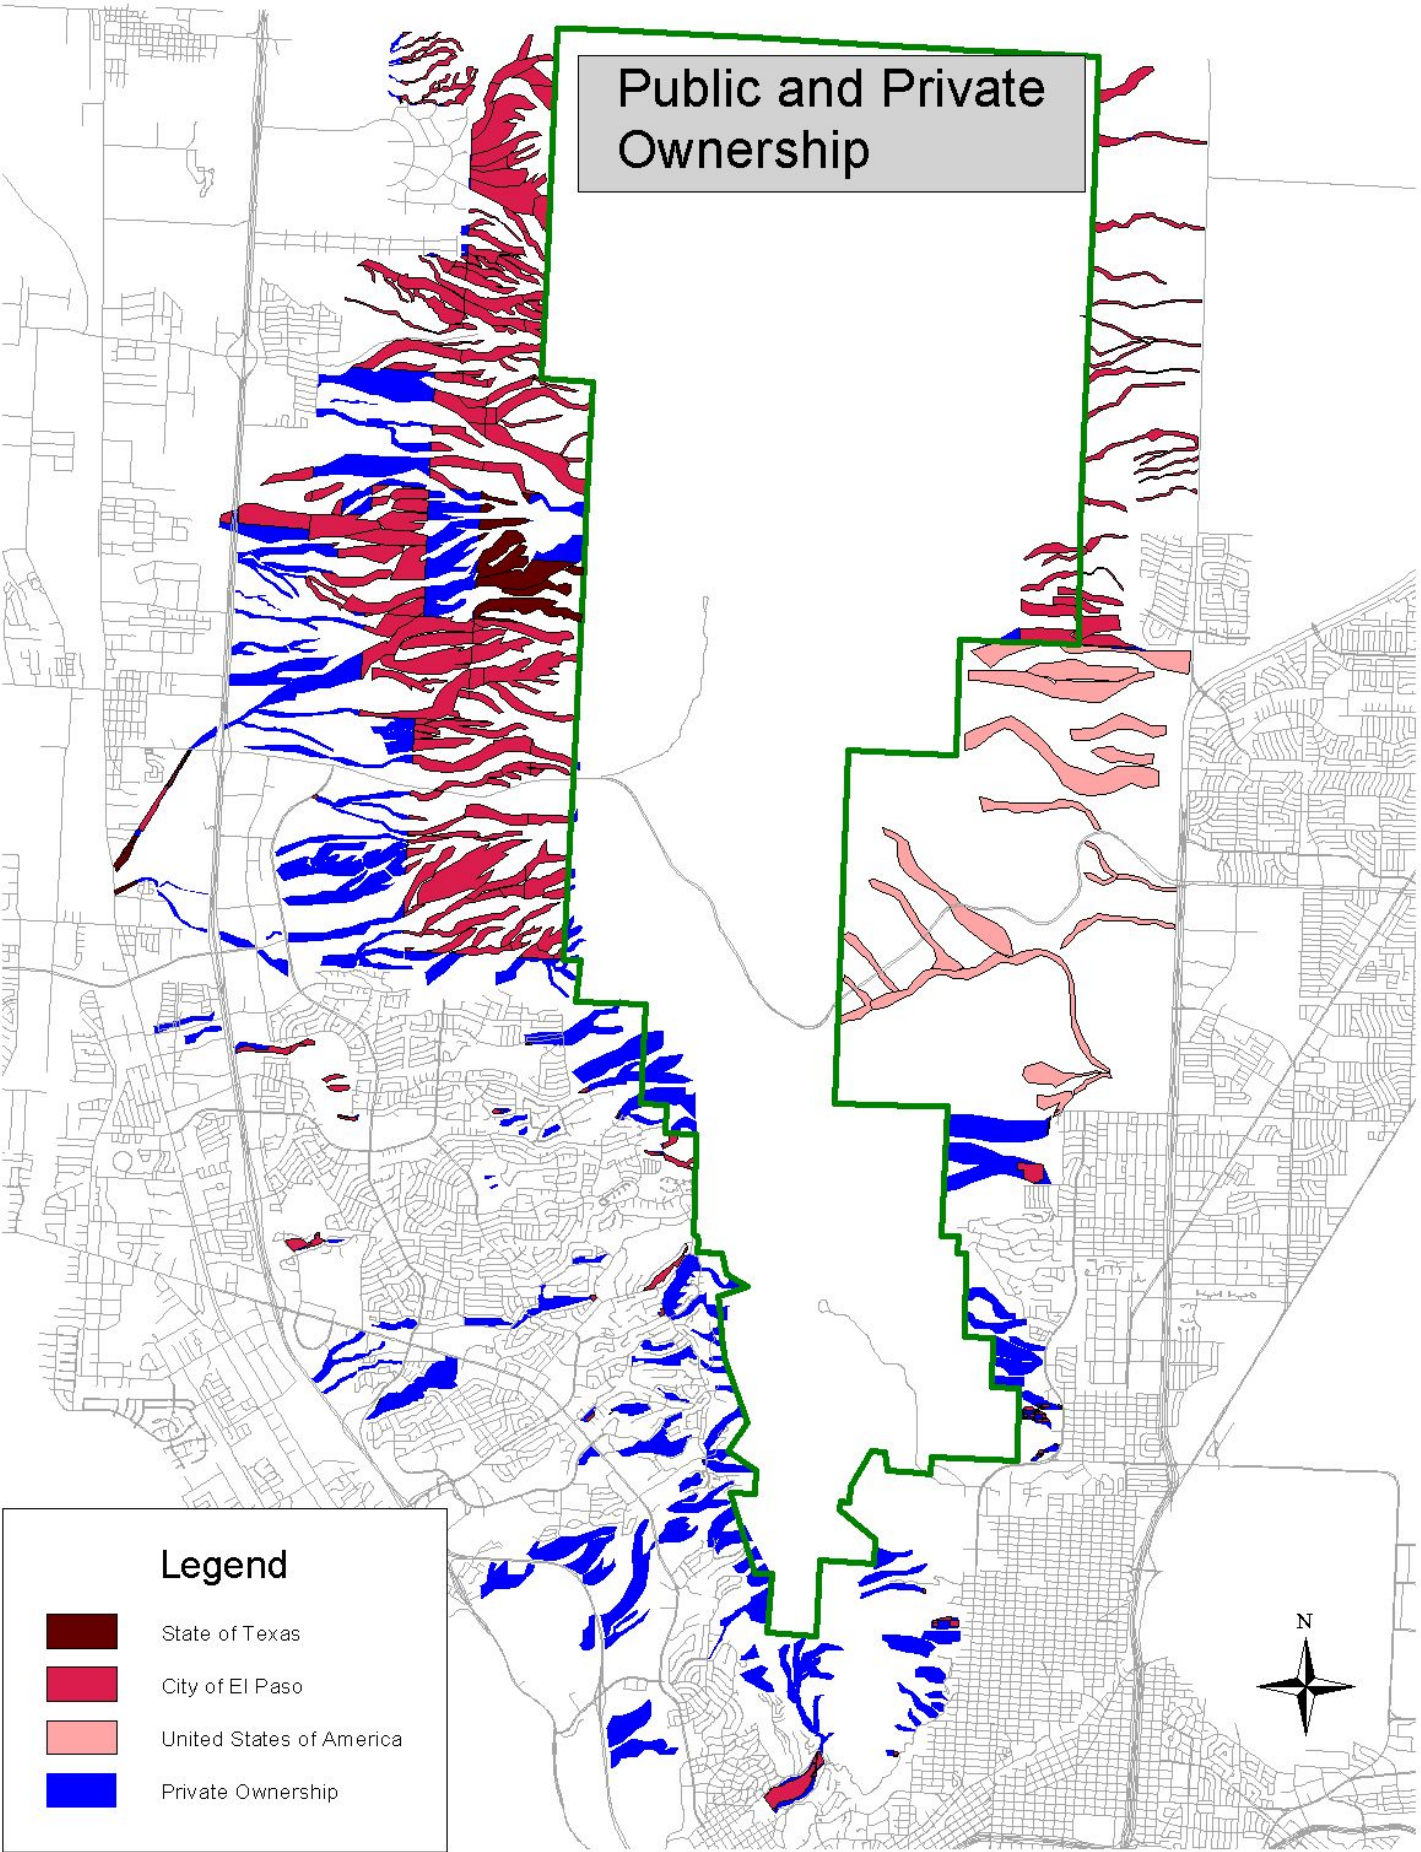 Public and Private
Ownership
Legend
State of Texas
City of El Paso
United States of America
Private Ownership
N